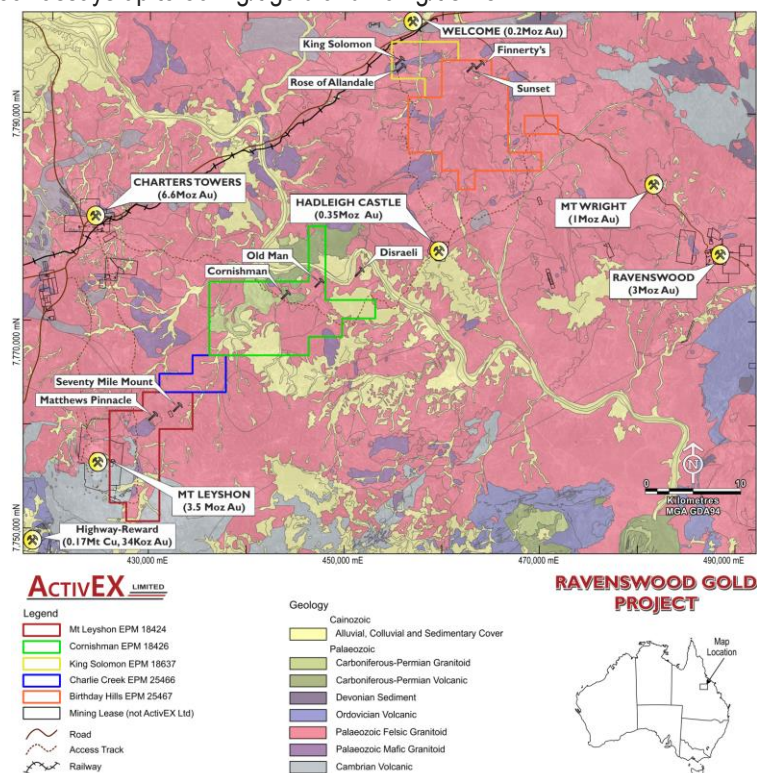 assays up to
WELCOME (0.2Moz Au)
King Solomon
Finnerty's
Rose of Allandale
Sunset
7,790,000 mN
CHARTERS TOWERS
(6.6Moz Au)
HADLEIGH CASTLE
(0.35Moz Au)
MT WRIGHT
(1Moz Au)
Old Man
Disraeli
Cornishman
RAVENSWOOD
(3Moz Au)
7,770,000 mN
Seventy Mile Mount
Matthews Pinnacle
N
MT LEYSHON
(3.5 Moz Au)
0 10
Kilometres
MGA GDA94
Highway-Reward
(0.17Mt Cu, 34Koz Au)
7,750,000 mN
430,000 mE
450,000 mE
470,000 mE
490,000 mE
ACTIVEX LIMITED
RAVENSWOOD GOLD
PROJECT
Legend
Mt Leyshon EPM 18424
Cornishman EPM 18426
King Solomon EPM 18637
Charlie Creek EPM 25466
Birthday Hills EPM 25467
Mining Lease (not ActivEX Ltd)
Road
Access Track
Railway
Geology
Cainozoic
Alluvial, Colluvial and Sedimentary Cover
Palaeozoic
Carboniferous-Permian Granitoid
Carboniferous-Permian Volcanic
Devonian Sediment
Ordovician Volcanic
Palaeozoic Felsic Granitoid
Palaeozoic Mafic Granitoid
Cambrian Volcanic
Map
Location